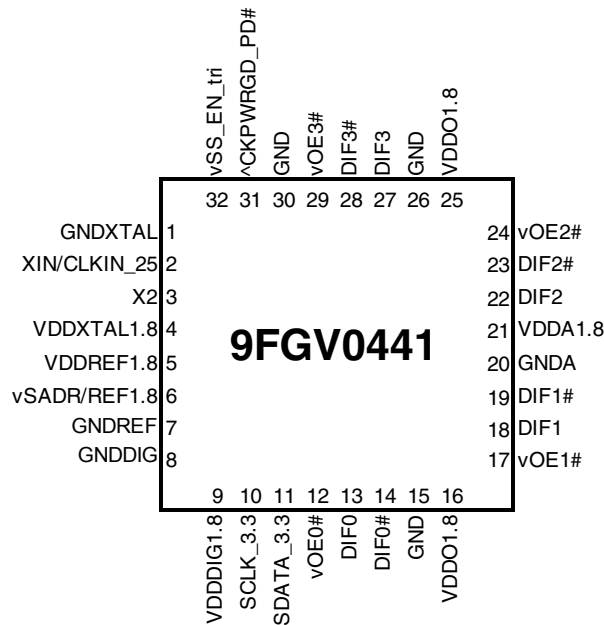 vSS_EN_tri
^CKPWRGD_PD#
GND
vOE3#
DIF3#
DIF3
GND
VDDO1.8
32 31 30 29 28 27 26 25
GNDXTAL 1
XIN/CLKIN_25 2
X2 3
VDDXTAL1.8 4
VDDREF1.8 5
vSADR/REF1.8 6
GNDREF 7
GNDDIG 8
9FGV0441
24 vOE2#
23 DIF2#
22 DIF2
21 VDDA1.8
20 GNDA
19 DIF1#
18 DIF1
17 vOE1#
9 10 11 12 13 14 15 16
VDDDIG1.8
SCLK_3.3
SDATA_3.3
vOE0#
DIF0
DIF0#
GND
VDDO1.8